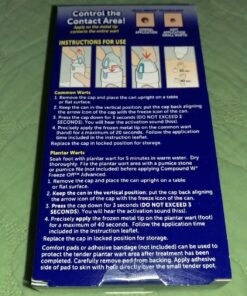 Control the
Contact Area!
Apply on the metal tip
contacts the entire wart
INSTRUCTIONS FOR USE
Common Warts
1. Remove the cap and place the can upright on a table
or flat surface.
2. Keep the can in vertical position: put the cap back aligning
the arrow icon of the cap with the freeze icon of the can.
3. Press the cap down for 3 seconds (DO NOT EXCEED 3
SECONDS). You will hear the activation sound (hiss).
4. Precisely apply the frozen metal tip on the common wart
(hand) for a maximum of 20 seconds. Follow the application
time included in the instruction leaflet.
Replace the cap in locked position for storage.
Plantar Warts
Soak foot with plantar wart for 5 minutes in warm water. Dry
thoroughly. File the plantar wart area with a pumice stone
or pumice file (not included) before applying Compound W®
Freeze Off® Advanced.
1. Remove the cap and place the can upright on a table
or flat surface.
2. Keep the can in the vertical position: put the cap back aligning
the arrow icon of the cap with the freeze icon of the can.
3. Press the cap down for 3 seconds (DO NOT EXCEED 3
SECONDS). You will hear the activation sound (hiss).
4. Precisely apply the frozen metal tip on the plantar wart (foot)
for a maximum of 40 seconds. Follow the application time
included in the instruction leaflet.
Replace the cap in locked position for storage.
Comfort pads or adhesive bandage (not included) can be used to
protect the tender plantar wart area after treatment has been
completed. Carefully remove pad from backing. Apply adhesive
side of pad to skin with hole directly over the small tender spot.